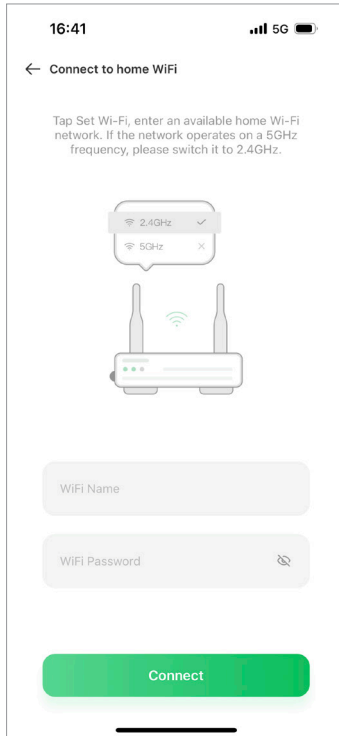 16:41
5G
Connect to home WiFi
Tap Set Wi-Fi, enter an available home Wi-Fi
network. If the network operates on a 5GHz
frequency, please switch it to 2.4GHz.
2.4GHz
5GHz
WiFi Name
WiFi Password
Connect